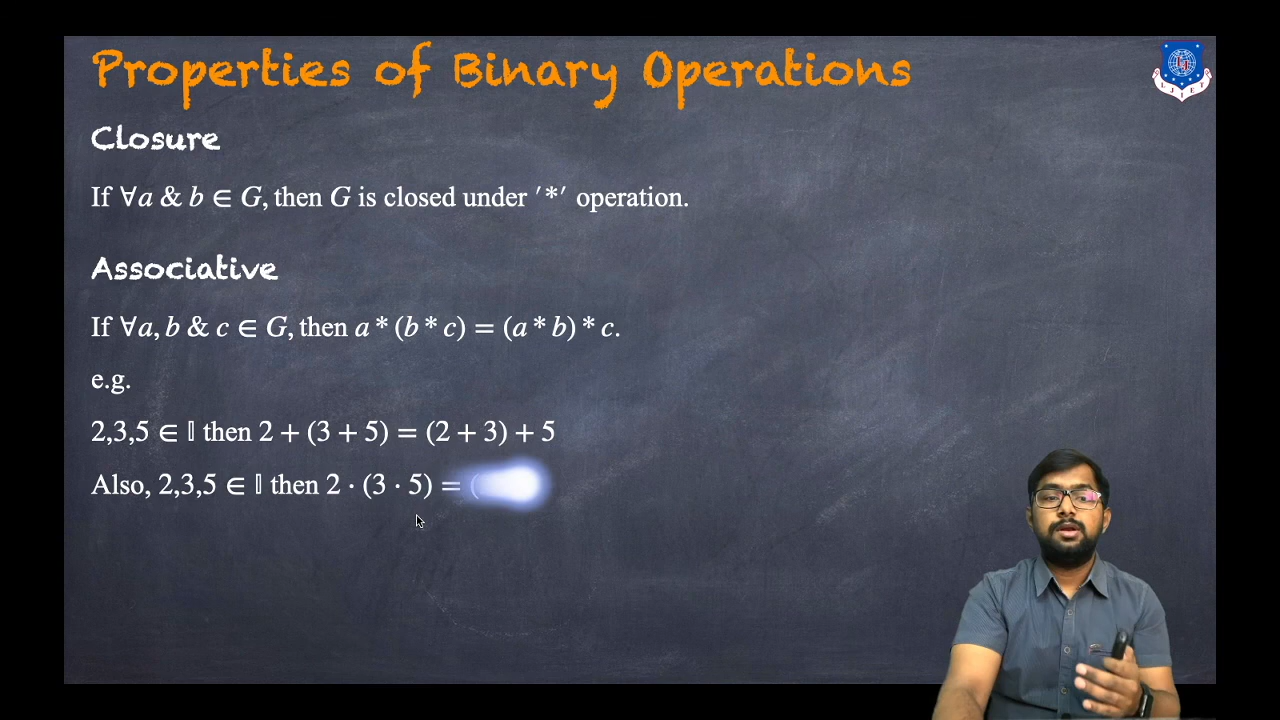 Properties of Binary Operations
Closure
If ∀a & b ∈ G, then G is closed under ′*′ operation.
Associative
If ∀a, b & c ∈ G, then a * (b * c) = (a * b) * c.
e.g.
2,3,5 ∈ 𝕀 then 2 + (3 + 5) = (2 + 3) + 5
Also, 2,3,5 ∈ 𝕀 then 2 · (3 · 5) = (